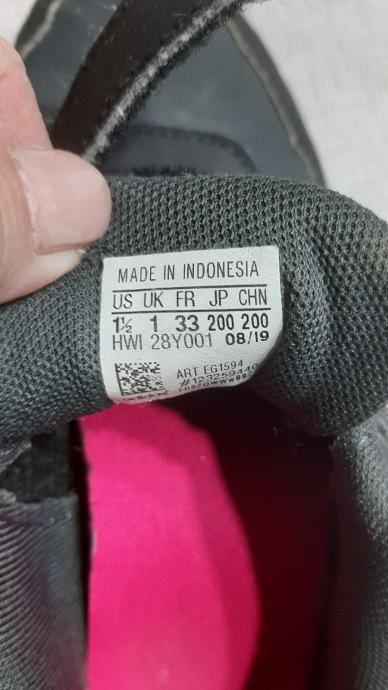 MADE IN INDONESIA
US UK FR JP CHN
1½ 1 33 200 200
HWI 28Y001 08/19
ART EG1594